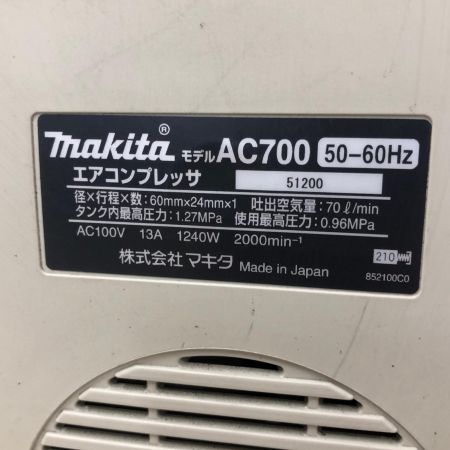 makita® モデル AC700 50-60Hz
エアコンプレッサ 51200
径×行程×数:60mm×24mm×1 吐出空気量:70ℓ/min
タンク内最高圧力:1.27MPa 使用最高圧力:0.96MPa
AC100V 13A 1240W 2000min⁻¹
210
株式会社マキタ Made in Japan
852100C0